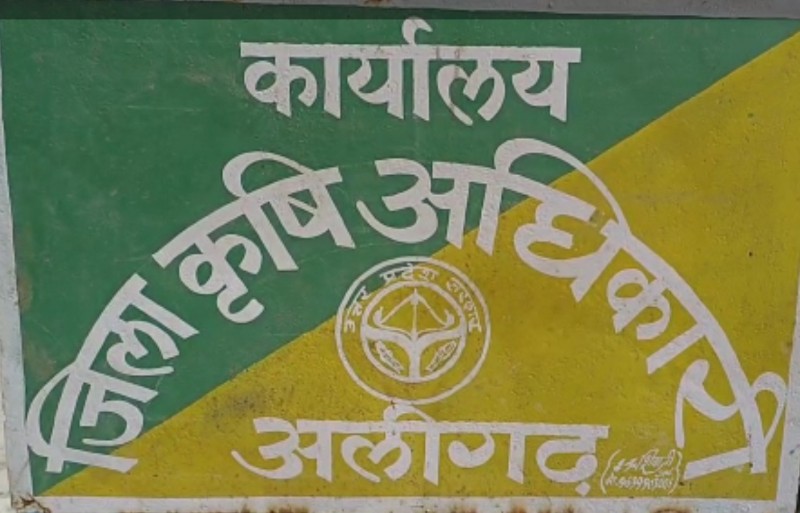 कार्यालय
जिला कृषि अधिकारी
उत्तर प्रदेश सरकार
अलीगढ़